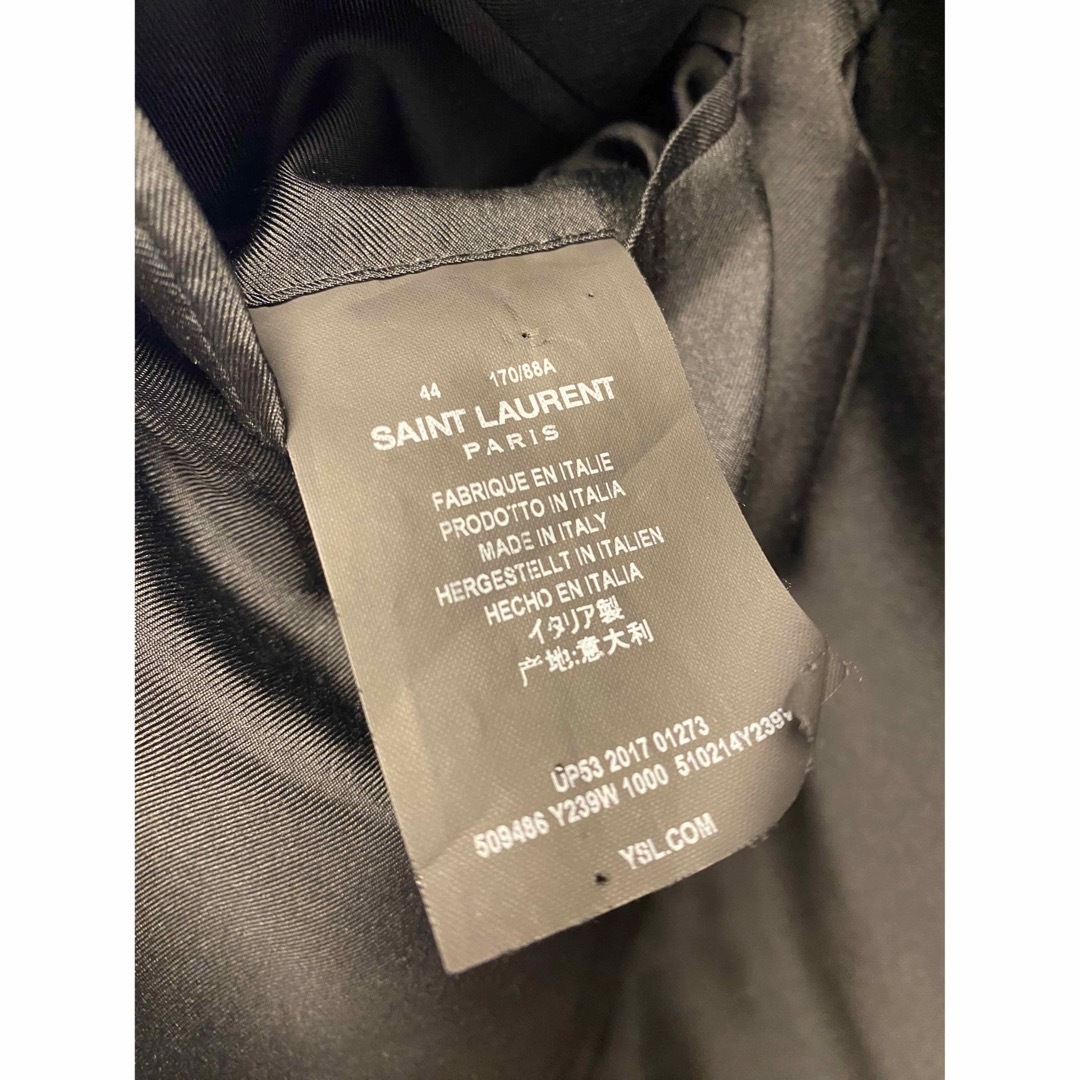 44 170/88A
SAINT LAURENT
PARIS
FABRIQUE EN ITALIE
PRODOTTO IN ITALIA
MADE IN ITALY
HERGESTELLT IN ITALIEN
HECHO EN ITALIA
イタリア製
产地:意大利
UP53 2017 01273
509486 Y239W 1000 510214Y239W
YSL.COM